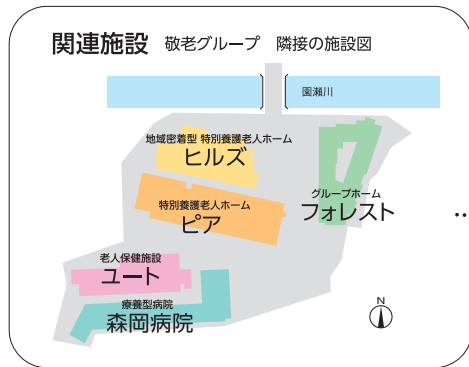 関連施設 敬老グループ 隣接の施設図
園瀬川
地域密着型 特別養護老人ホーム
ヒルズ
特別養護老人ホーム
ピア
グループホーム
フォレスト
老人保健施設
ユート
療養型病院
森岡病院
N